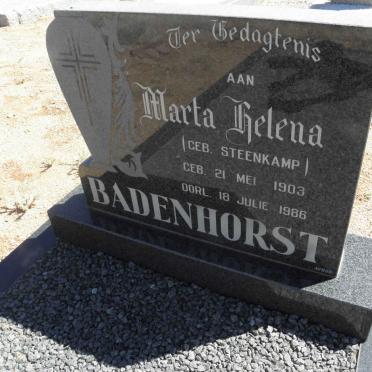 Ter Gedagtenis
AAN
Marta Helena
(GEB. STEENKAMP)
GEB. 21 MEI 1903
OORL. 18 JULIE 1986
BADENHORST